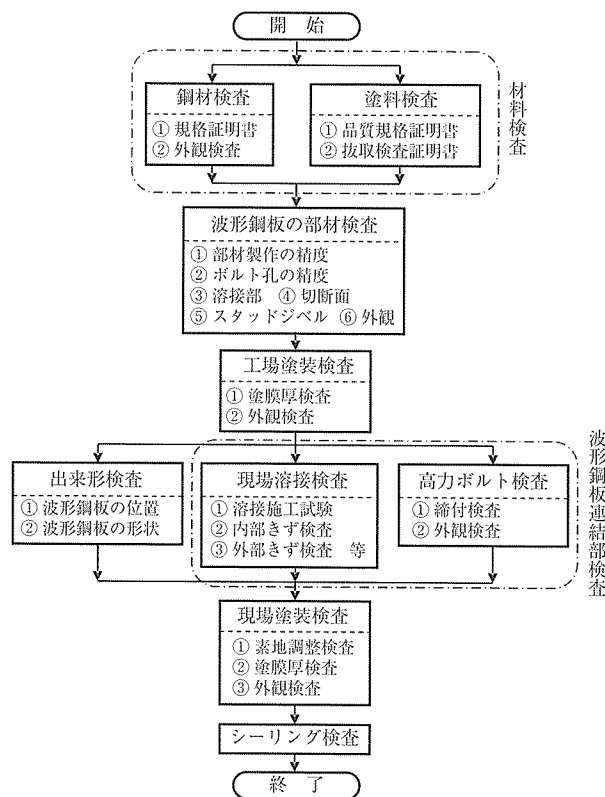 開　始
鋼材検査
① 規格証明書
② 外観検査
塗料検査
① 品質規格証明書
② 抜取検査証明書
材料検査
波形鋼板の部材検査
① 部材製作の精度
② ボルト孔の精度
③ 溶接部　④ 切断面
⑤ スタッドジベル　⑥ 外観
工場塗装検査
① 塗膜厚検査
② 外観検査
出来形検査
① 波形鋼板の位置
② 波形鋼板の形状
現場溶接検査
① 溶接施工試験
② 内部きず検査
③ 外部きず検査　等
高力ボルト検査
① 締付検査
② 外観検査
波形鋼板連結部検査
現場塗装検査
① 素地調整検査
② 塗膜厚検査
③ 外観検査
シーリング検査
終　了